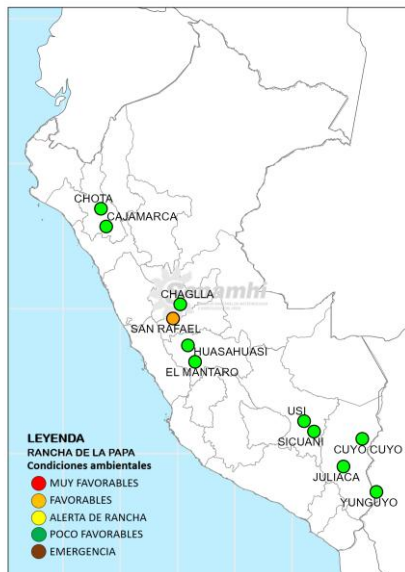 CHOTA
CAJAMARCA
Senamhi
CHAGLLA
SAN RAFAEL
HUASAHUASI
EL MANTARO
USI
SICUANI
CUYO CUYO
JULIACA
YUNGUYO
LEYENDA
RANCHA DE LA PAPA
Condiciones ambientales
MUY FAVORABLES
FAVORABLES
ALERTA DE RANCHA
POCO FAVORABLES
EMERGENCIA